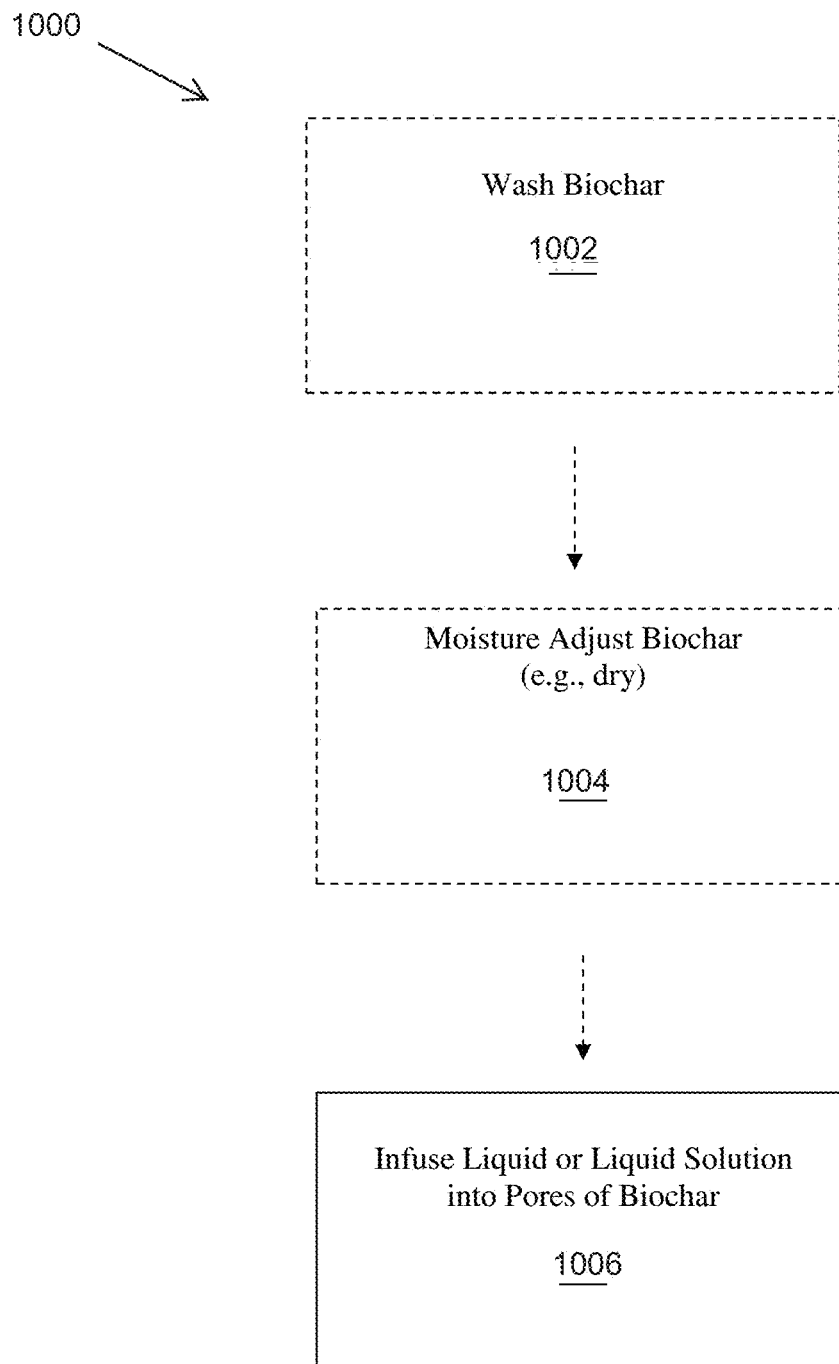 1000
Wash Biochar
1002
Moisture Adjust Biochar
(e.g., dry)
1004
Infuse Liquid or Liquid Solution
into Pores of Biochar
1006